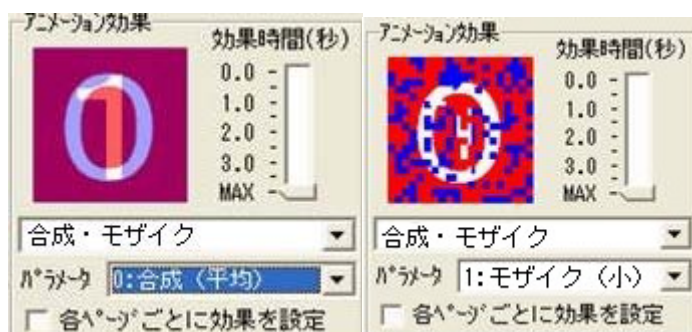 アニメーション効果
効果時間(秒)
0.0
1.0
2.0
3.0
MAX
合成・モザイク
パラメータ 0:合成（平均）
各ページごとに効果を設定
アニメーション効果
効果時間(秒)
0.0
1.0
2.0
3.0
MAX
合成・モザイク
パラメータ 1:モザイク（小）
各ページごとに効果を設定